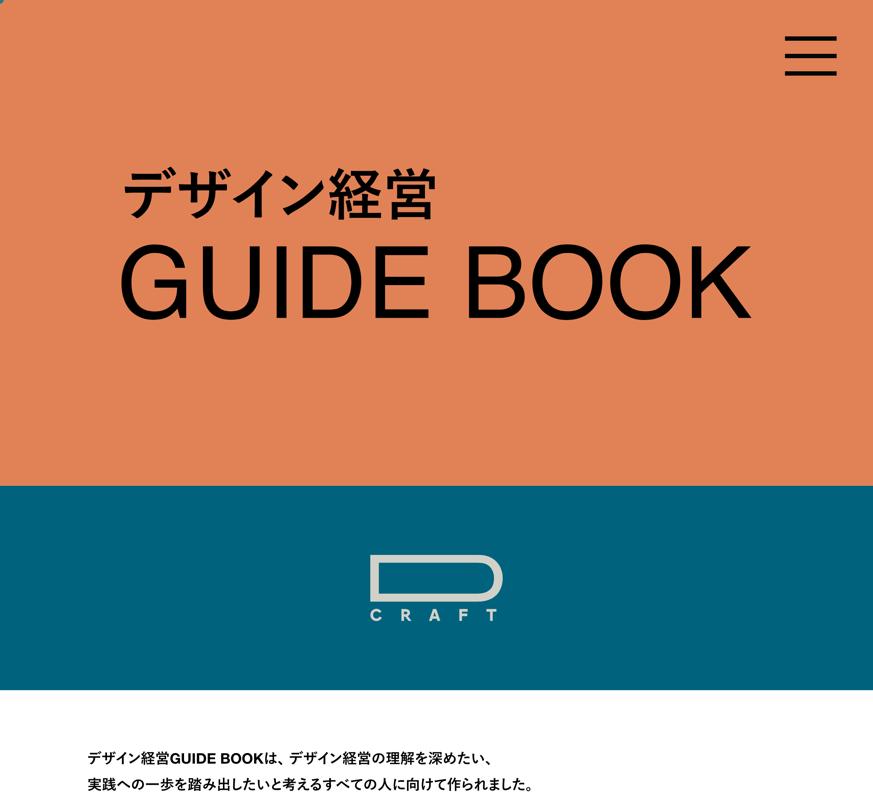 デザイン経営
GUIDE BOOK
D
CRAFT
デザイン経営GUIDE BOOKは、デザイン経営の理解を深めたい、
実践への一歩を踏み出したいと考えるすべての人に向けて作られました。